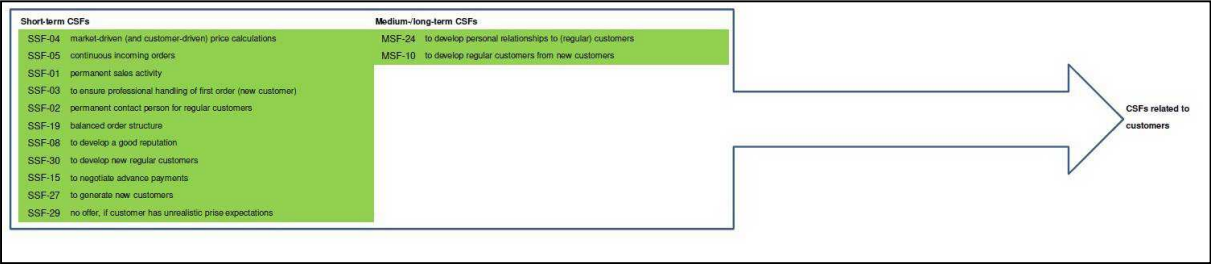 Short-term CSFs
Medium-/long-term CSFs
SSF-04 market-driven (and customer-driven) price calculations
MSF-24 to develop personal relationships to (regular) customers
SSF-05 continuous incoming orders
MSF-10 to develop regular customers from new customers
SSF-01 permanent sales activity
SSF-03 to ensure professional handling of first order (new customer)
SSF-02 permanent contact person for regular customers
SSF-19 balanced order structure
SSF-08 to develop a good reputation
SSF-30 to develop new regular customers
SSF-15 to negotiate advance payments
SSF-27 to generate new customers
SSF-29 no offer, if customer has unrealistic prise expectations
CSFs related to
customers